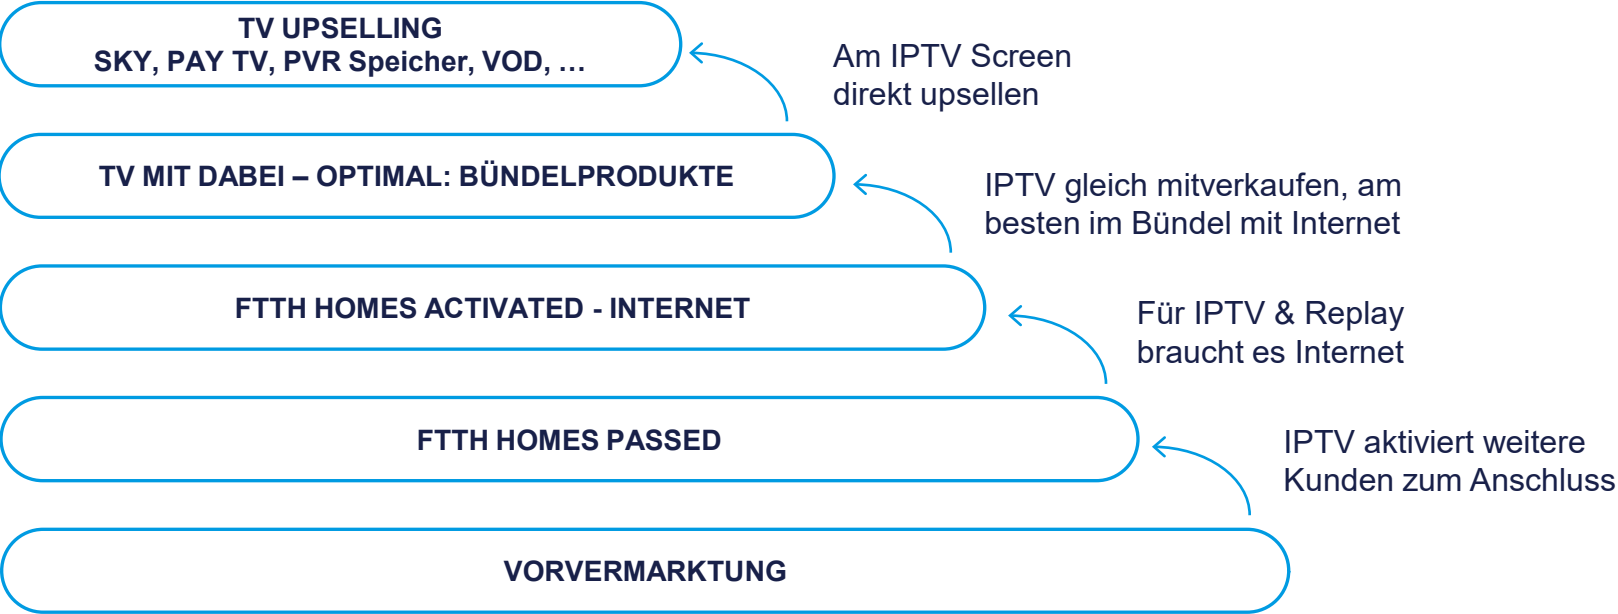 TV UPSELLING
SKY, PAY TV, PVR Speicher, VOD, …
Am IPTV Screen
direkt upsellen
TV MIT DABEI – OPTIMAL: BÜNDELPRODUKTE
IPTV gleich mitverkaufen, am
besten im Bündel mit Internet
FTTH HOMES ACTIVATED - INTERNET
Für IPTV & Replay
braucht es Internet
FTTH HOMES PASSED
IPTV aktiviert weitere
Kunden zum Anschluss
VORVERMARKTUNG